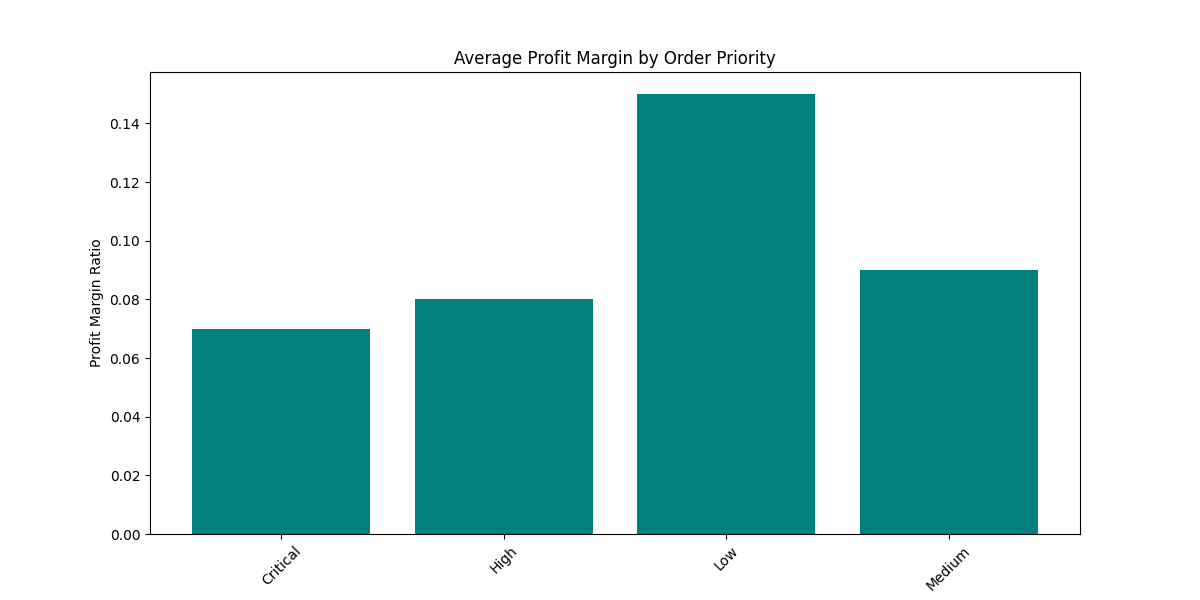 Average Profit Margin by Order Priority
Profit Margin Ratio
0.14
0.12
0.10
0.08
0.06
0.04
0.02
0.00
Critical
High
Low
Medium